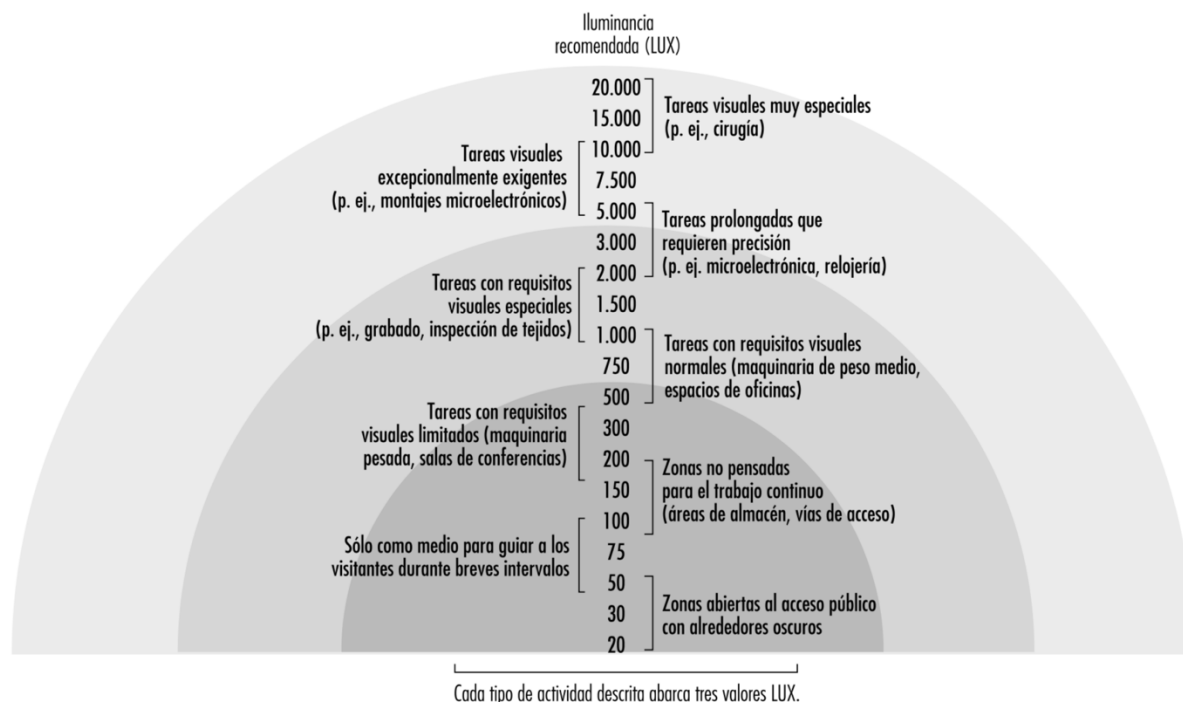 Iluminancia
recomendada (LUX)
20.000
15.000
10.000
7.500
5.000
3.000
2.000
1.500
1.000
750
500
300
200
150
100
75
50
30
20
Tareas visuales muy especiales
(p. ej., cirugía)
Tareas visuales
excepcionalmente exigentes
(p. ej., montajes microelectrónicos)
Tareas prolongadas que
requieren precisión
(p. ej. microelectrónica, relojería)
Tareas con requisitos
visuales especiales
(p. ej., grabado, inspección de tejidos)
Tareas con requisitos visuales
normales (maquinaria de peso medio,
espacios de oficinas)
Tareas con requisitos
visuales limitados (maquinaria
pesada, salas de conferencias)
Zonas no pensadas
para el trabajo continuo
(áreas de almacén, vías de acceso)
Sólo como medio para guiar a los
visitantes durante breves intervalos
Zonas abiertas al acceso público
con alrededores oscuros
Cada tipo de actividad descrita abarca tres valores LUX.